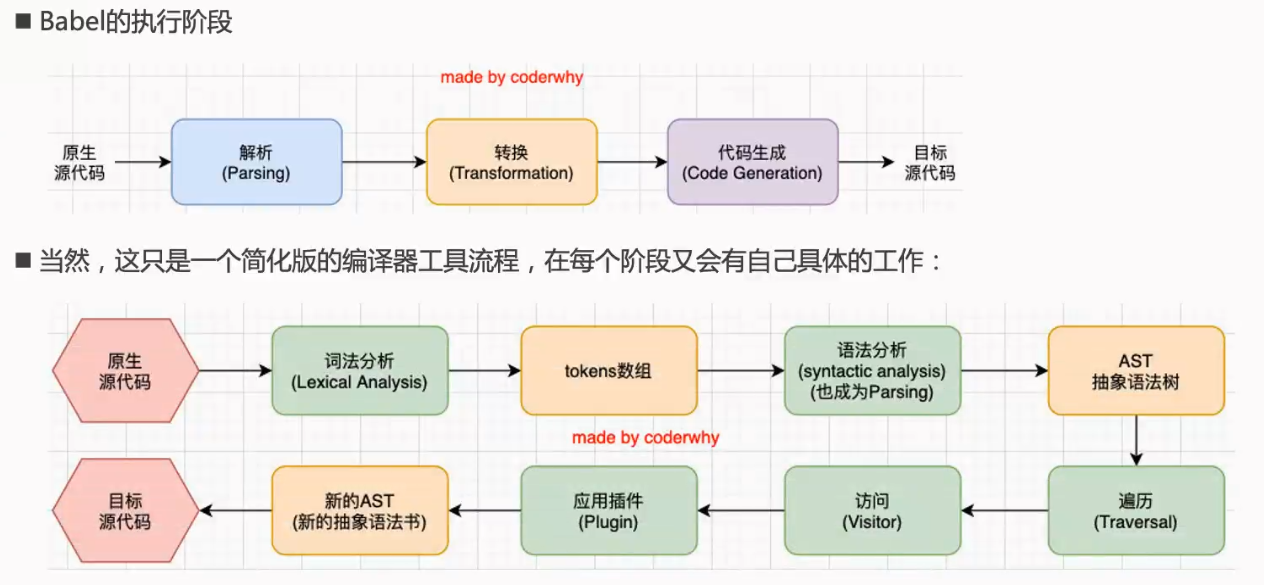 ■ Babel的执行阶段
made by coderwhy
原生
源代码
解析
(Parsing)
转换
(Transformation)
代码生成
(Code Generation)
目标
源代码
■ 当然，这只是一个简化版的编译器工具流程，在每个阶段又会有自己具体的工作：
原生
源代码
词法分析
(Lexical Analysis)
tokens数组
语法分析
(syntactic analysis)
(也成为Parsing)
AST
抽象语法树
made by coderwhy
目标
源代码
新的AST
(新的抽象语法书)
应用插件
(Plugin)
访问
(Visitor)
遍历
(Traversal)